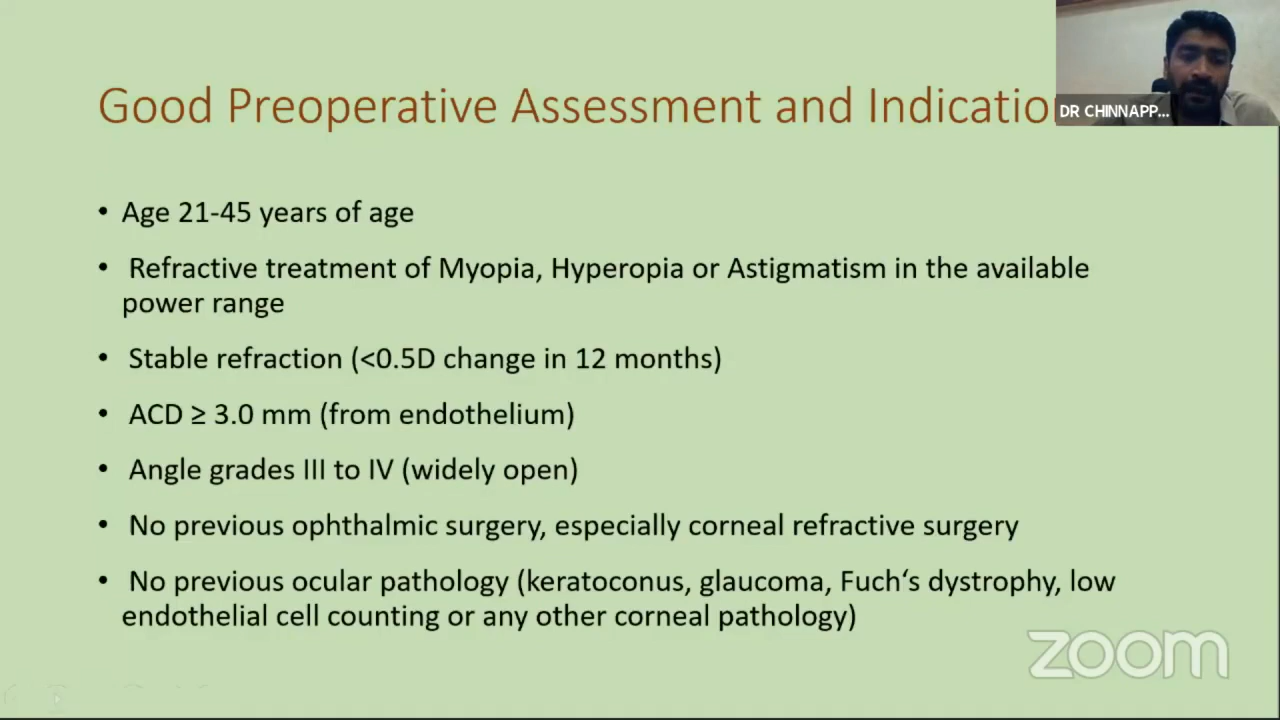 Good Preoperative Assessment and Indicatio
DR CHINNAPP...
• Age 21-45 years of age
• Refractive treatment of Myopia, Hyperopia or Astigmatism in the available
power range
• Stable refraction (<0.5D change in 12 months)
• ACD ≥ 3.0 mm (from endothelium)
• Angle grades III to IV (widely open)
• No previous ophthalmic surgery, especially corneal refractive surgery
• No previous ocular pathology (keratoconus, glaucoma, Fuch‘s dystrophy, low
endothelial cell counting or any other corneal pathology)
zoom